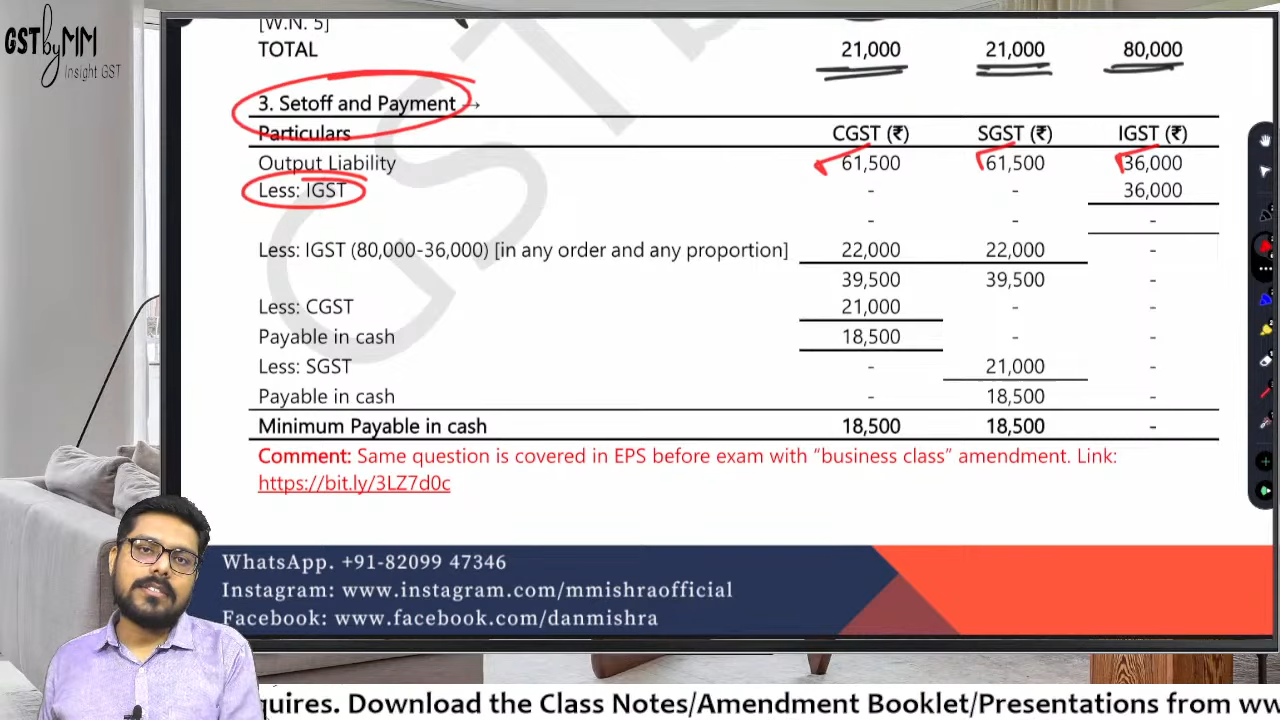 GSTbyMM
Insight GST
[W.N. 5]
TOTAL 21,000 21,000 80,000
3. Setoff and Payment →
Particulars CGST (₹) SGST (₹) IGST (₹)
Output Liability 61,500 61,500 36,000
Less: IGST - - 36,000
- - -
Less: IGST (80,000-36,000) [in any order and any proportion] 22,000 22,000 -
39,500 39,500 -
Less: CGST 21,000 - -
Payable in cash 18,500 - -
Less: SGST - 21,000 -
Payable in cash - 18,500 -
Minimum Payable in cash 18,500 18,500 -
Comment: Same question is covered in EPS before exam with “business class” amendment. Link:
https://bit.ly/3LZ7d0c
WhatsApp. +91-82099 47346
Instagram: www.instagram.com/mmishraofficial
Facebook: www.facebook.com/danmishra
quires. Download the Class Notes/Amendment Booklet/Presentations from ww